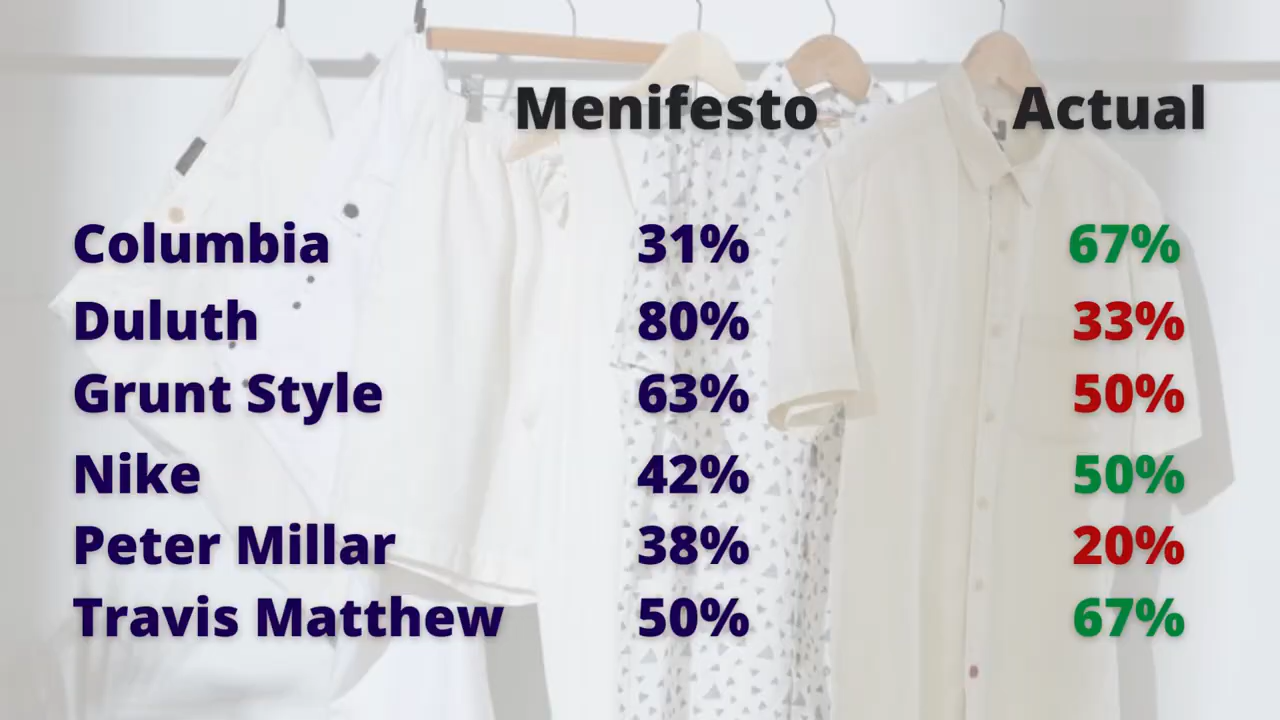 Menifesto Actual
Columbia 31% 67%
Duluth 80% 33%
Grunt Style 63% 50%
Nike 42% 50%
Peter Millar 38% 20%
Travis Matthew 50% 67%